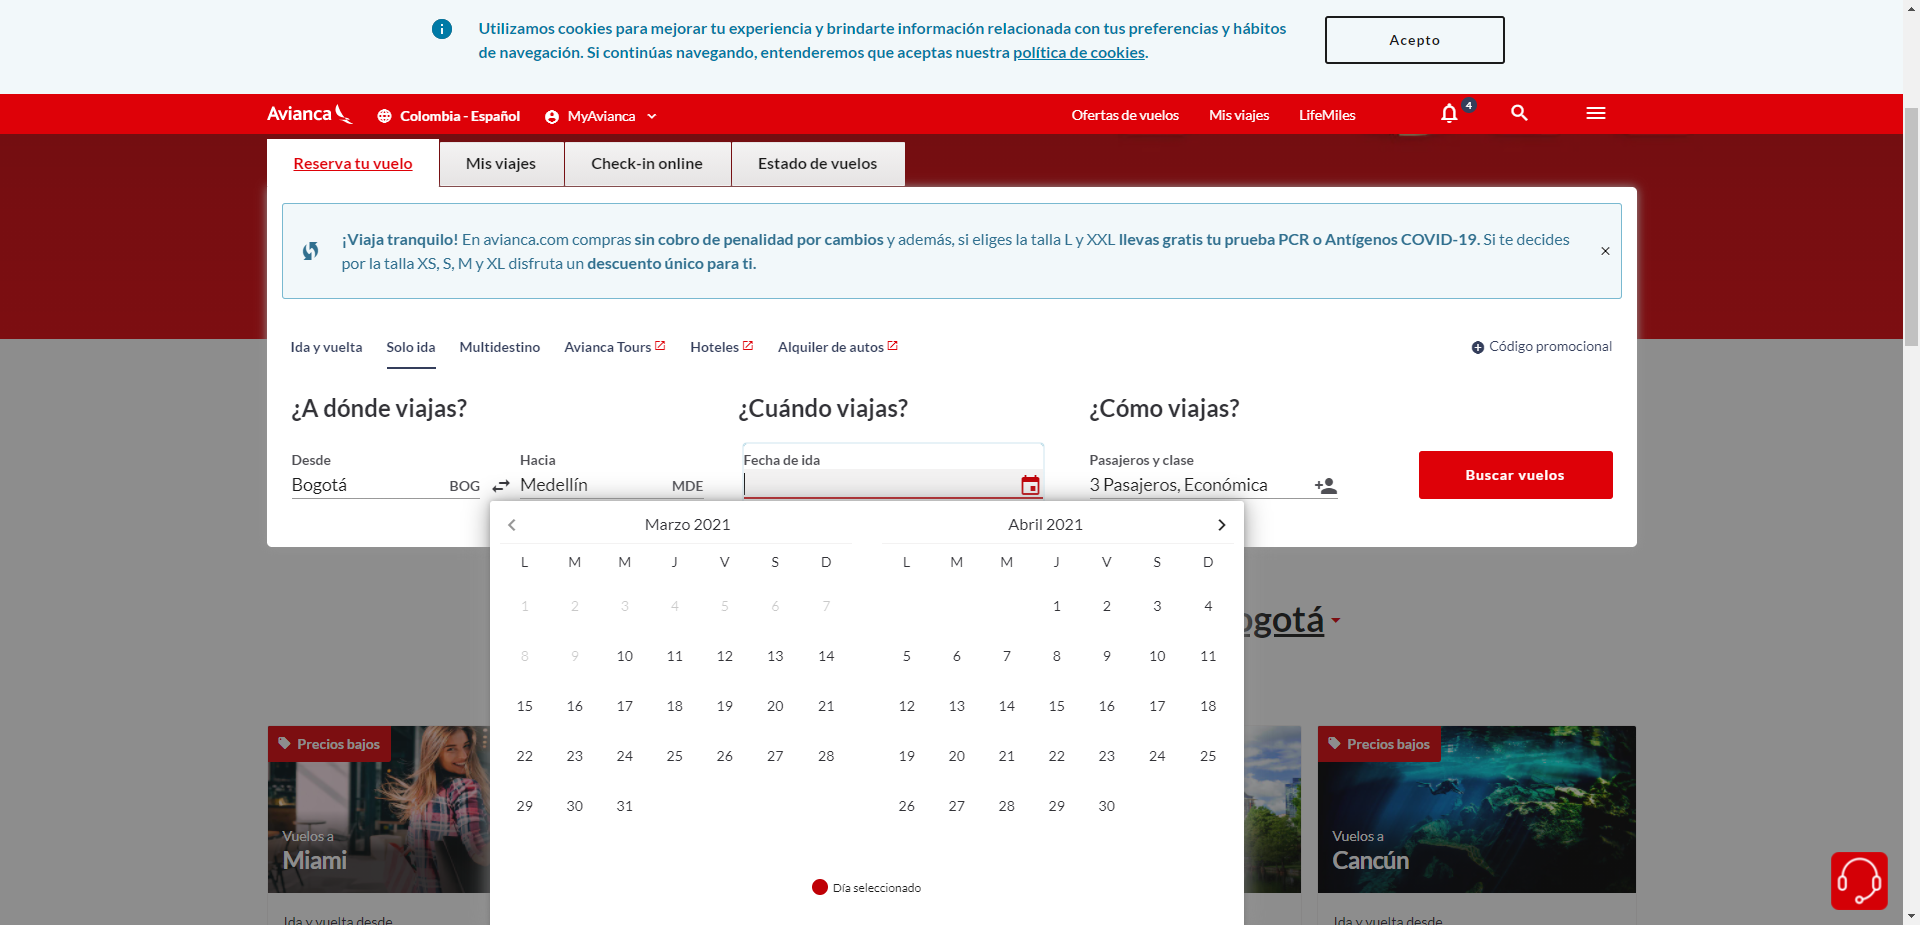 Utilizamos cookies para mejorar tu experiencia y brindarte información relacionada con tus preferencias y hábitos
de navegación. Si continúas navegando, entenderemos que aceptas nuestra política de cookies.
Acepto
Avianca
Colombia - Español
MyAvianca
Ofertas de vuelos
Mis viajes
LifeMiles
4
Reserva tu vuelo
Mis viajes
Check-in online
Estado de vuelos
¡Viaja tranquilo! En avianca.com compras sin cobro de penalidad por cambios y además, si eliges la talla L y XXL llevas gratis tu prueba PCR o Antígenos COVID-19. Si te decides
por la talla XS, S, M y XL disfruta un descuento único para ti.
Ida y vuelta
Solo ida
Multidestino
Avianca Tours
Hoteles
Alquiler de autos
Código promocional
¿A dónde viajas?
¿Cuándo viajas?
¿Cómo viajas?
Desde
Bogotá BOG
Hacia
Medellín MDE
Fecha de ida
Pasajeros y clase
3 Pasajeros, Económica
Buscar vuelos
Marzo 2021
L M M J V S D
1 2 3 4 5 6 7
8 9 10 11 12 13 14
15 16 17 18 19 20 21
22 23 24 25 26 27 28
29 30 31
Abril 2021
L M M J V S D
1 2 3 4
5 6 7 8 9 10 11
12 13 14 15 16 17 18
19 20 21 22 23 24 25
26 27 28 29 30
Día seleccionado
ogotá
Precios bajos
Vuelos a
Miami
Ida y vuelta desde
Precios bajos
Vuelos a
Cancún
Ida y vuelta desde